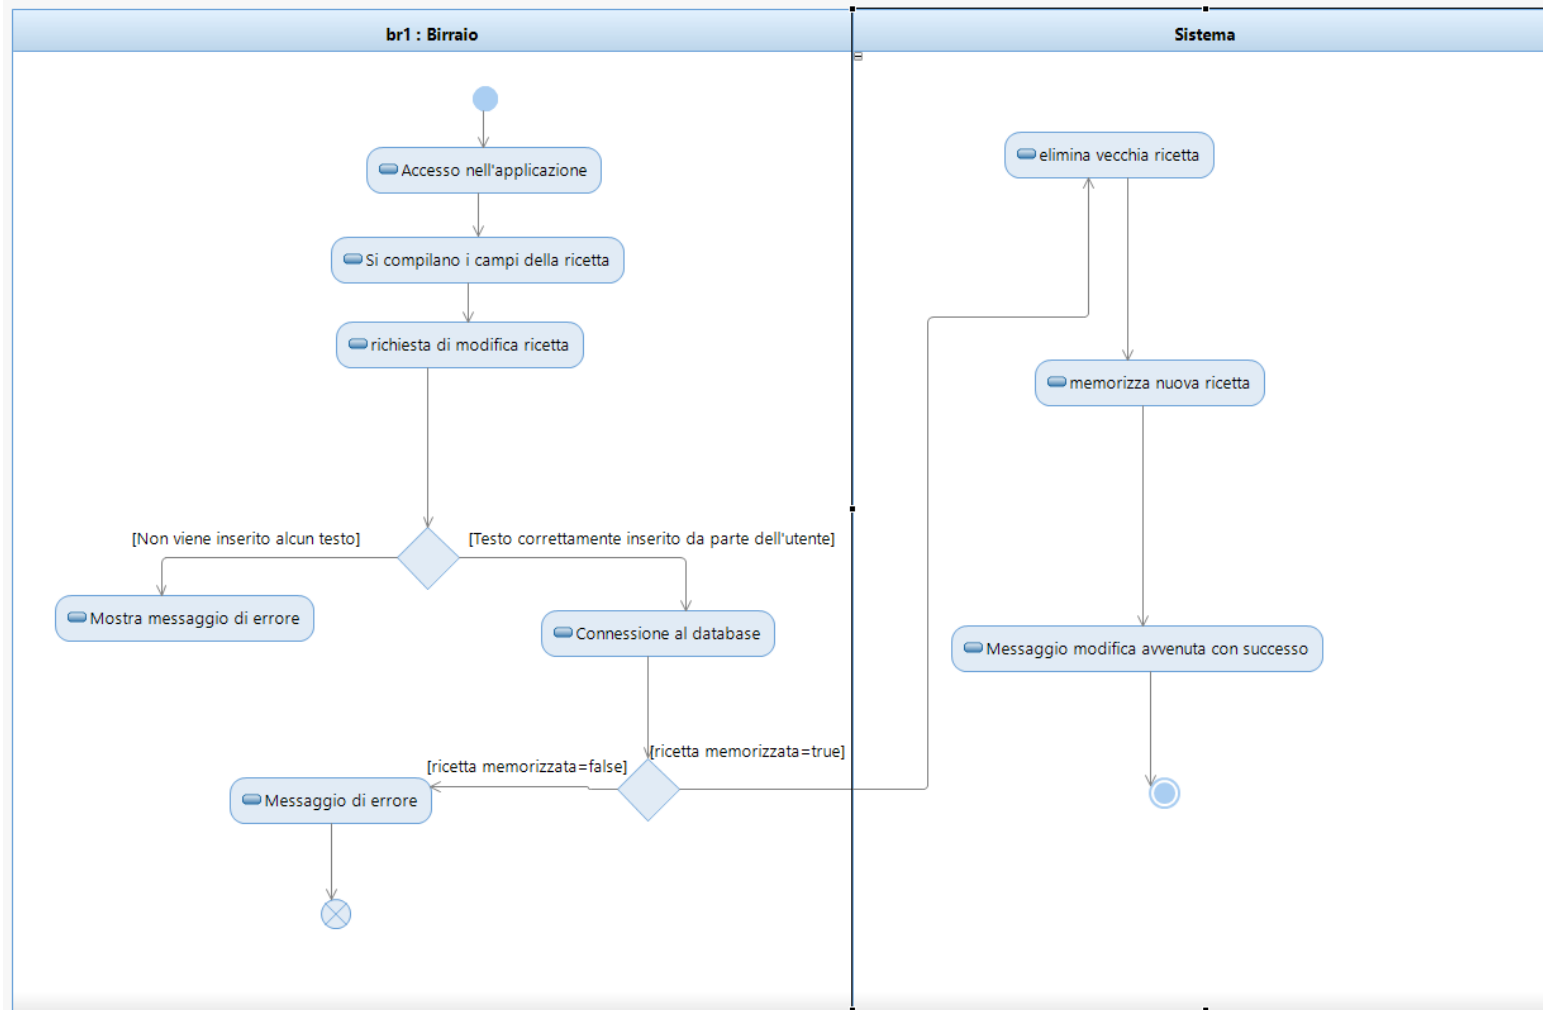 br1 : Birraio
Sistema
Accesso nell'applicazione
Si compilano i campi della ricetta
richiesta di modifica ricetta
[Non viene inserito alcun testo]
[Testo correttamente inserito da parte dell'utente]
Mostra messaggio di errore
Connessione al database
[ricetta memorizzata=false]
[ricetta memorizzata=true]
Messaggio di errore
elimina vecchia ricetta
memorizza nuova ricetta
Messaggio modifica avvenuta con successo